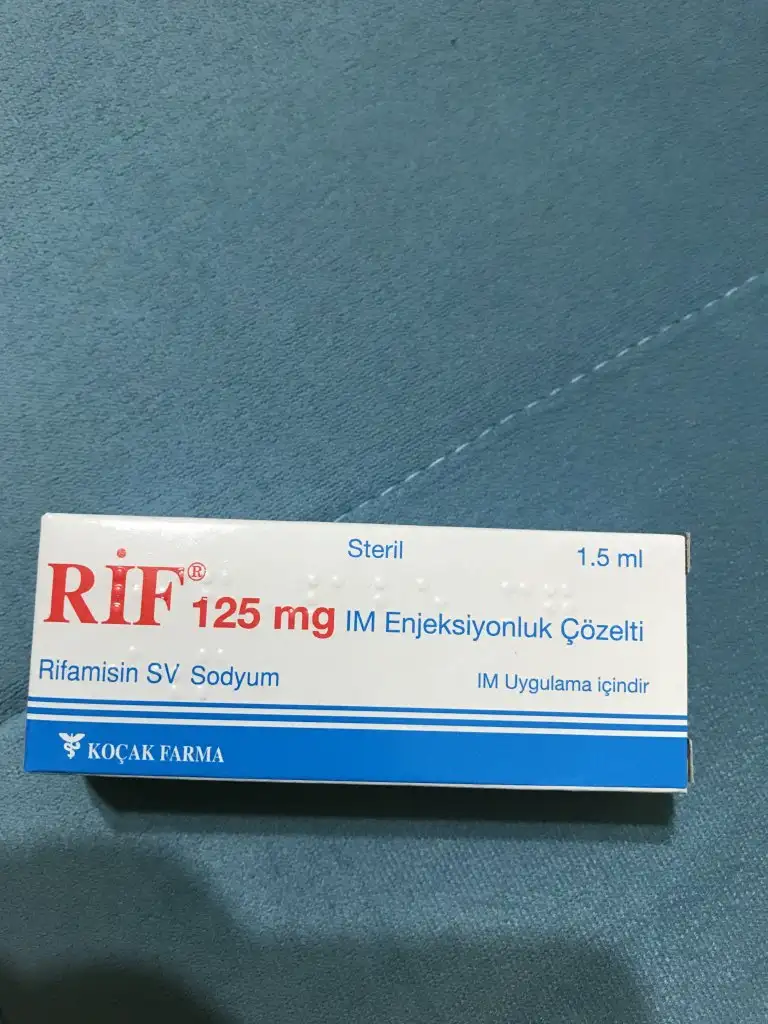 Steril 1.5 ml
RİF® 125 mg IM Enjeksiyonluk Çözelti
Rifamisin SV Sodyum IM Uygulama içindir
KOÇAK FARMA